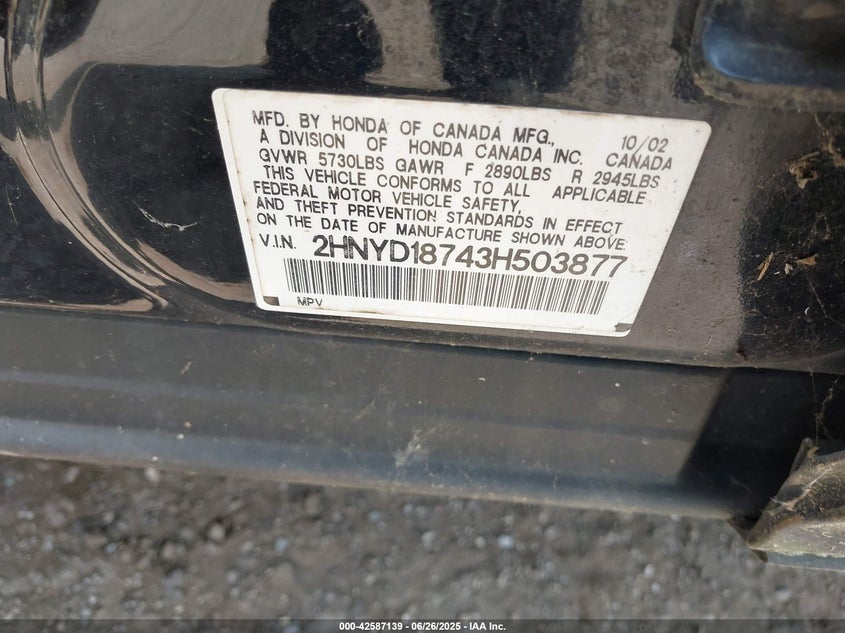 MFD. BY HONDA OF CANADA MFG., 10/02
A DIVISION OF HONDA CANADA INC. CANADA
GVWR 5730LBS GAWR F 2890LBS R 2945LBS
THIS VEHICLE CONFORMS TO ALL APPLICABLE
FEDERAL MOTOR VEHICLE SAFETY,
AND THEFT PREVENTION STANDARDS IN EFFECT
ON THE DATE OF MANUFACTURE SHOWN ABOVE.
V.I.N. 2HNYD18743H503877
MPV
000-42587139 - 06/26/2025 - IAA Inc.